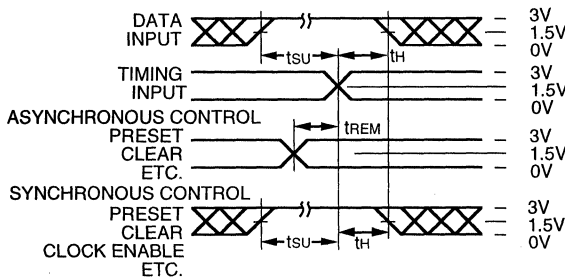 DATA
INPUT
3V
1.5V
0V
tSU
tH
TIMING
INPUT
3V
1.5V
0V
ASYNCHRONOUS CONTROL
PRESET
CLEAR
ETC.
tREM
3V
1.5V
0V
SYNCHRONOUS CONTROL
PRESET
CLEAR
CLOCK ENABLE
ETC.
tSU
tH
3V
1.5V
0V